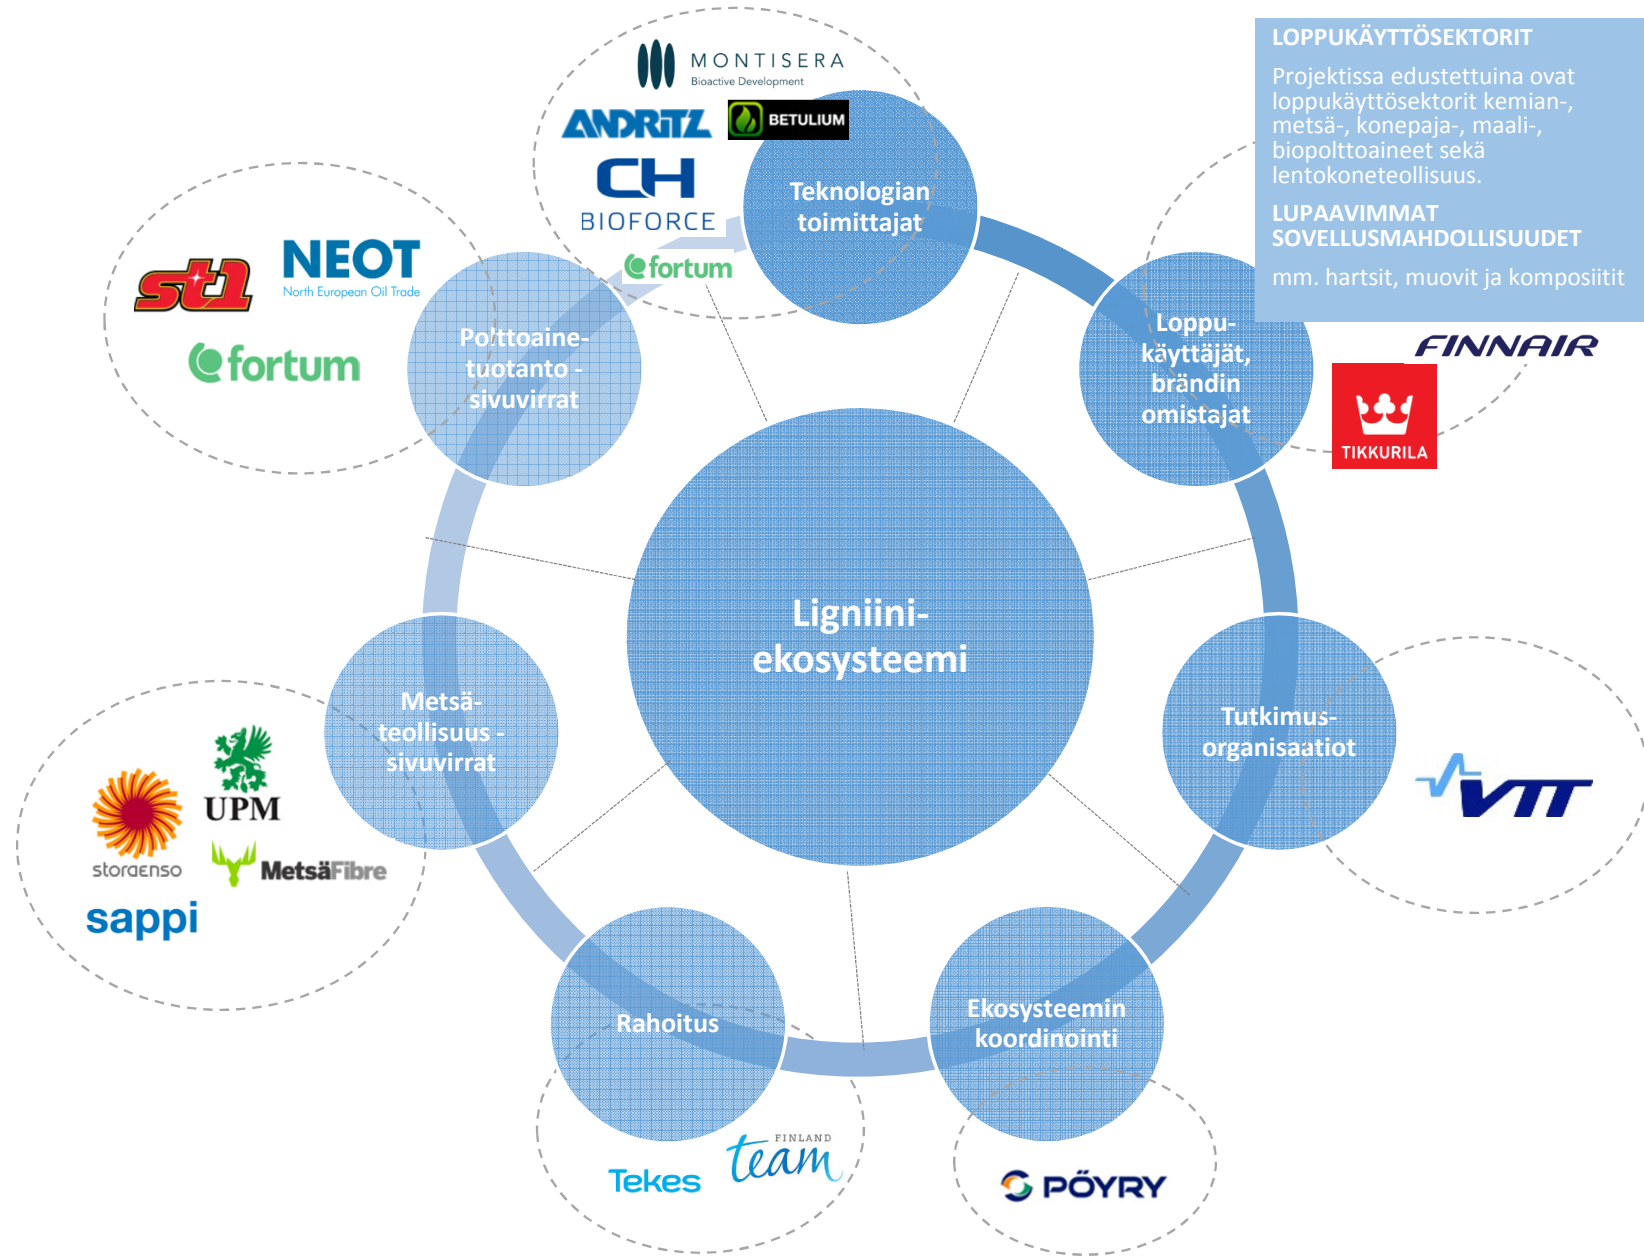 LOPPUKÄYTTÖSEKTORIT
Projektissa edustettuina ovat
loppukäyttösektorit kemian-,
metsä-, konepaja-, maali-,
biopolttoaineet sekä
lentokoneteollisuus.
LUPAAVIMMAT
SOVELLUSMAHDOLLISUUDET
mm. hartsit, muovit ja komposiitit
MONTISERA
Bioactive Development
ANDRITZ
BETULIUM
CH
BIOFORCE
fortum
Teknologian
toimittajat
st1
NEOT
North European Oil Trade
fortum
Polttoaine-
tuotanto -
sivuvirrat
Loppu-
käyttäjät,
brändin
omistajat
FINNAIR
TIKKURILA
Ligniini-
ekosysteemi
Metsä-
teollisuus -
sivuvirrat
UPM
storaenso
MetsäFibre
sappi
Tutkimus-
organisaatiot
VTT
Rahoitus
Tekes
FINLAND
team
Ekosysteemin
koordinointi
PÖYRY